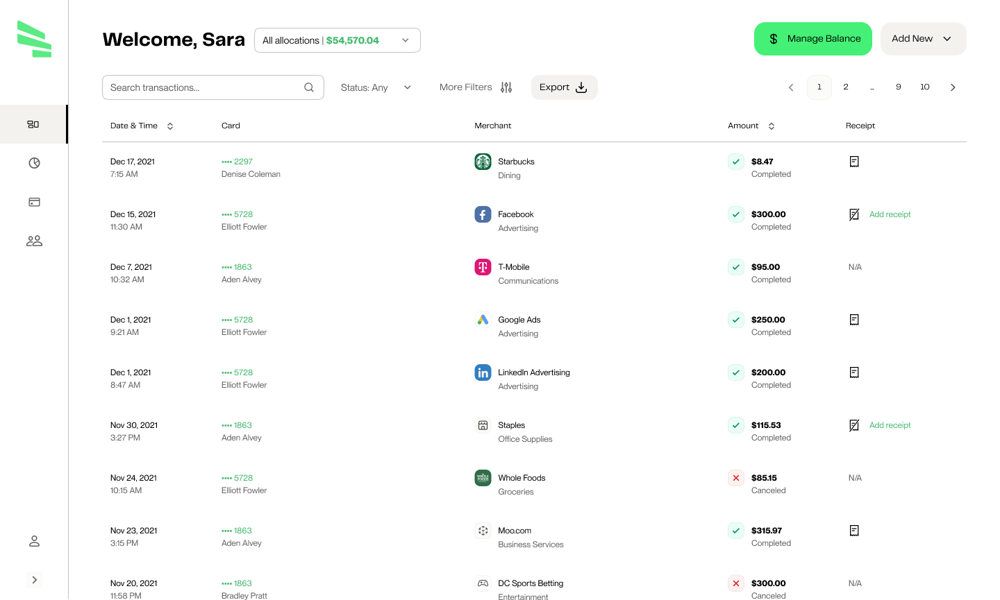 Welcome, Sara
All allocations | $54,570.04
Manage Balance
Add New
Search transactions...
Status: Any
More Filters
Export
1 2 ... 9 10
Date & Time Card Merchant Amount Receipt
Dec 17, 2021 •••• 2297 Starbucks $8.47
7:15 AM Denise Coleman Dining Completed
Dec 15, 2021 •••• 5728 Facebook $300.00 Add receipt
11:30 AM Elliott Fowler Advertising Completed
Dec 7, 2021 •••• 1863 T-Mobile $95.00 N/A
10:32 AM Aden Alvey Communications Completed
Dec 1, 2021 •••• 5728 Google Ads $250.00
9:21 AM Elliott Fowler Advertising Completed
Dec 1, 2021 •••• 5728 LinkedIn Advertising $200.00
8:47 AM Elliott Fowler Advertising Completed
Nov 30, 2021 •••• 1863 Staples $115.53 Add receipt
3:27 PM Aden Alvey Office Supplies Completed
Nov 24, 2021 •••• 5728 Whole Foods $85.15 N/A
10:15 AM Elliott Fowler Groceries Canceled
Nov 23, 2021 •••• 1863 Moo.com $315.97
3:15 PM Aden Alvey Business Services Completed
Nov 20, 2021 •••• 1863 DC Sports Betting $300.00 N/A
11:58 PM Bradley Pratt Entertainment Canceled